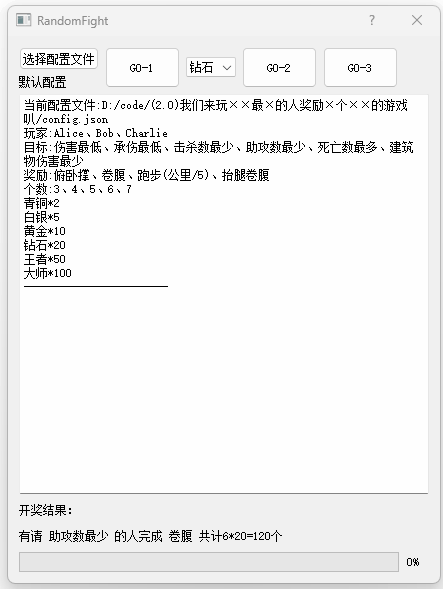 RandomFight
?
选择配置文件
默认配置
GO-1
钻石
GO-2
GO-3
当前配置文件:D:/code/(2.0)我们来玩××最×的人奖励×个××的游戏
叭/config.json
玩家:Alice、Bob、Charlie
目标:伤害最低、承伤最低、击杀数最少、助攻数最少、死亡数最多、建筑
物伤害最少
奖励:俯卧撑、卷腹、跑步(公里/5)、抬腿卷腹
个数:3、4、5、6、7
青铜*2
白银*5
黄金*10
钻石*20
王者*50
大师*100
开奖结果:
有请 助攻数最少 的人完成 卷腹 共计6*20=120个
0%